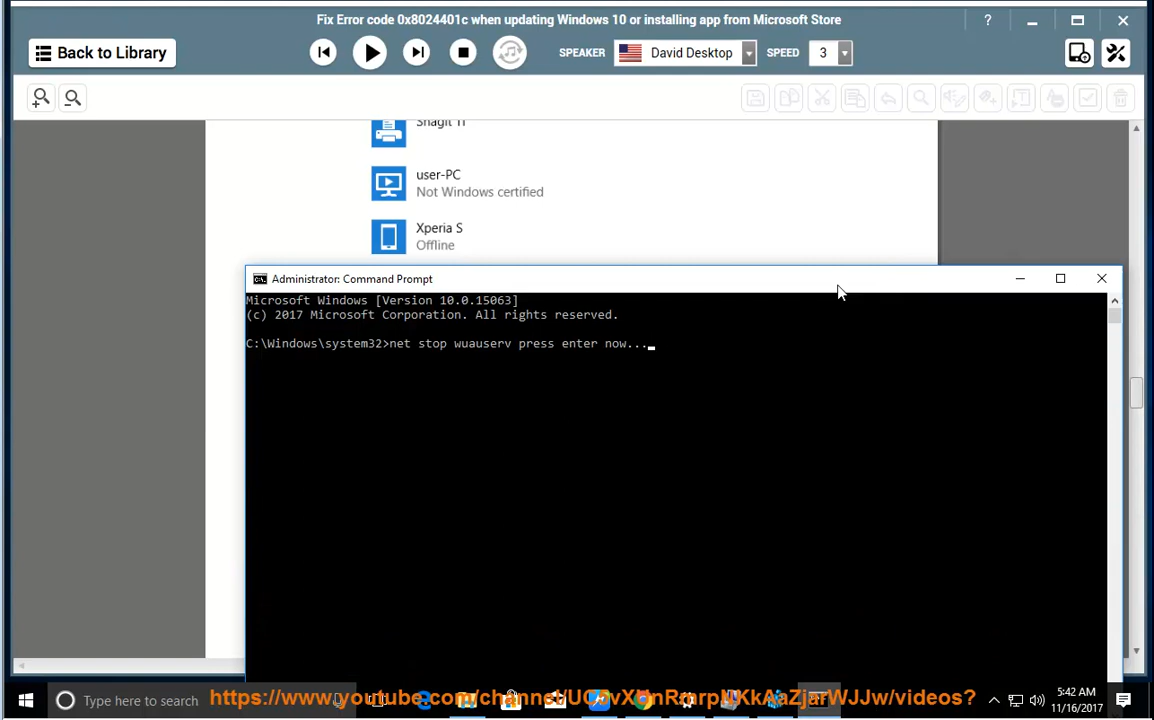 Fix Error code 0x8024401c when updating Windows 10 or installing app from Microsoft Store
?
Back to Library
SPEAKER
David Desktop
SPEED
3
Snagit 11
user-PC
Not Windows certified
Xperia S
Offline
Administrator: Command Prompt
Microsoft Windows [Version 10.0.15063]
(c) 2017 Microsoft Corporation. All rights reserved.
C:\Windows\system32>net stop wuauserv press enter now...
Type here to search
5:42 AM
11/16/2017